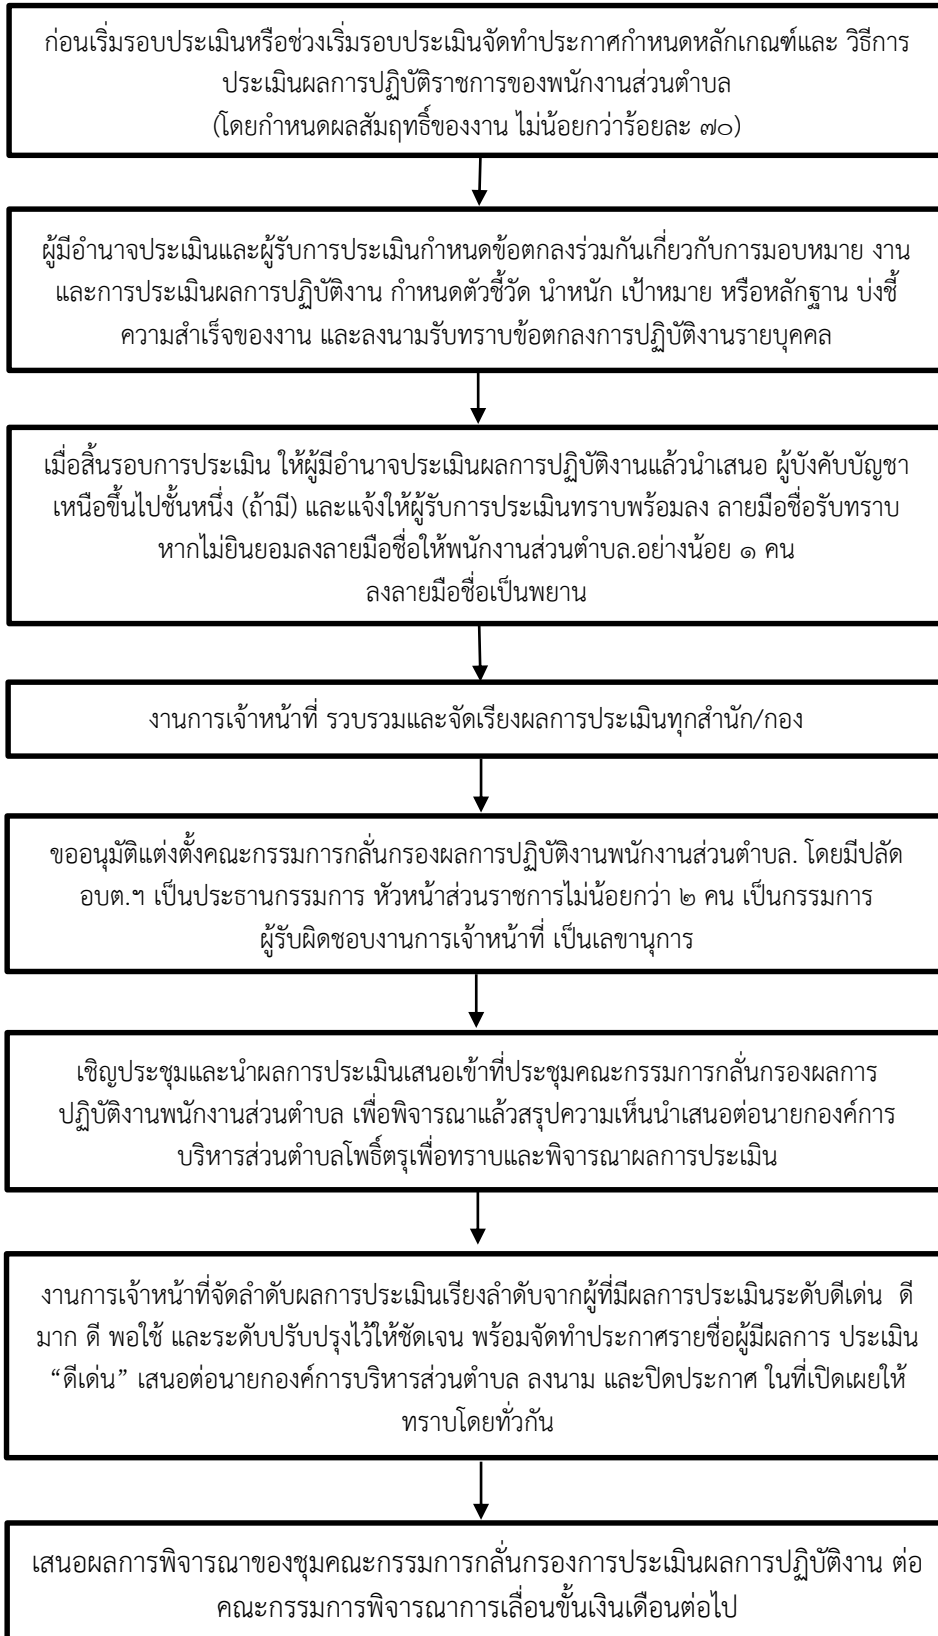 ก่อนเริ่มรอบประเมินหรือช่วงเริ่มรอบประเมินจัดทำประกาศกำหนดหลักเกณฑ์และ วิธีการ
ประเมินผลการปฏิบัติราชการของพนักงานส่วนตำบล
(โดยกำหนดผลสัมฤทธิ์ของงาน ไม่น้อยกว่าร้อยละ ๗๐)
ผู้มีอำนาจประเมินและผู้รับการประเมินกำหนดข้อตกลงร่วมกันเกี่ยวกับการมอบหมาย งาน
และการประเมินผลการปฏิบัติงาน กำหนดตัวชี้วัด นำหนัก เป้าหมาย หรือหลักฐาน บ่งชี้
ความสำเร็จของงาน และลงนามรับทราบข้อตกลงการปฏิบัติงานรายบุคคล
เมื่อสิ้นรอบการประเมิน ให้ผู้มีอำนาจประเมินผลการปฏิบัติงานแล้วนำเสนอ ผู้บังคับบัญชา
เหนือขึ้นไปชั้นหนึ่ง (ถ้ามี) และแจ้งให้ผู้รับการประเมินทราบพร้อมลง ลายมือชื่อรับทราบ
หากไม่ยินยอมลงลายมือชื่อให้พนักงานส่วนตำบล.อย่างน้อย ๑ คน
ลงลายมือชื่อเป็นพยาน
งานการเจ้าหน้าที่ รวบรวมและจัดเรียงผลการประเมินทุกสำนัก/กอง
ขออนุมัติแต่งตั้งคณะกรรมการกลั่นกรองผลการปฏิบัติงานพนักงานส่วนตำบล. โดยมีปลัด
อบต.ฯ เป็นประธานกรรมการ หัวหน้าส่วนราชการไม่น้อยกว่า ๒ คน เป็นกรรมการ
ผู้รับผิดชอบงานการเจ้าหน้าที่ เป็นเลขานุการ
เชิญประชุมและนำผลการประเมินเสนอเข้าที่ประชุมคณะกรรมการกลั่นกรองผลการ
ปฏิบัติงานพนักงานส่วนตำบล เพื่อพิจารณาแล้วสรุปความเห็นนำเสนอต่อนายกองค์การ
บริหารส่วนตำบลโพธิ์ตรุเพื่อทราบและพิจารณาผลการประเมิน
งานการเจ้าหน้าที่จัดลำดับผลการประเมินเรียงลำดับจากผู้ที่มีผลการประเมินระดับดีเด่น ดี
มาก ดี พอใช้ และระดับปรับปรุงไว้ให้ชัดเจน พร้อมจัดทำประกาศรายชื่อผู้มีผลการ ประเมิน
“ดีเด่น” เสนอต่อนายกองค์การบริหารส่วนตำบล ลงนาม และปิดประกาศ ในที่เปิดเผยให้
ทราบโดยทั่วกัน
เสนอผลการพิจารณาของชุมคณะกรรมการกลั่นกรองการประเมินผลการปฏิบัติงาน ต่อ
คณะกรรมการพิจารณาการเลื่อนขั้นเงินเดือนต่อไป